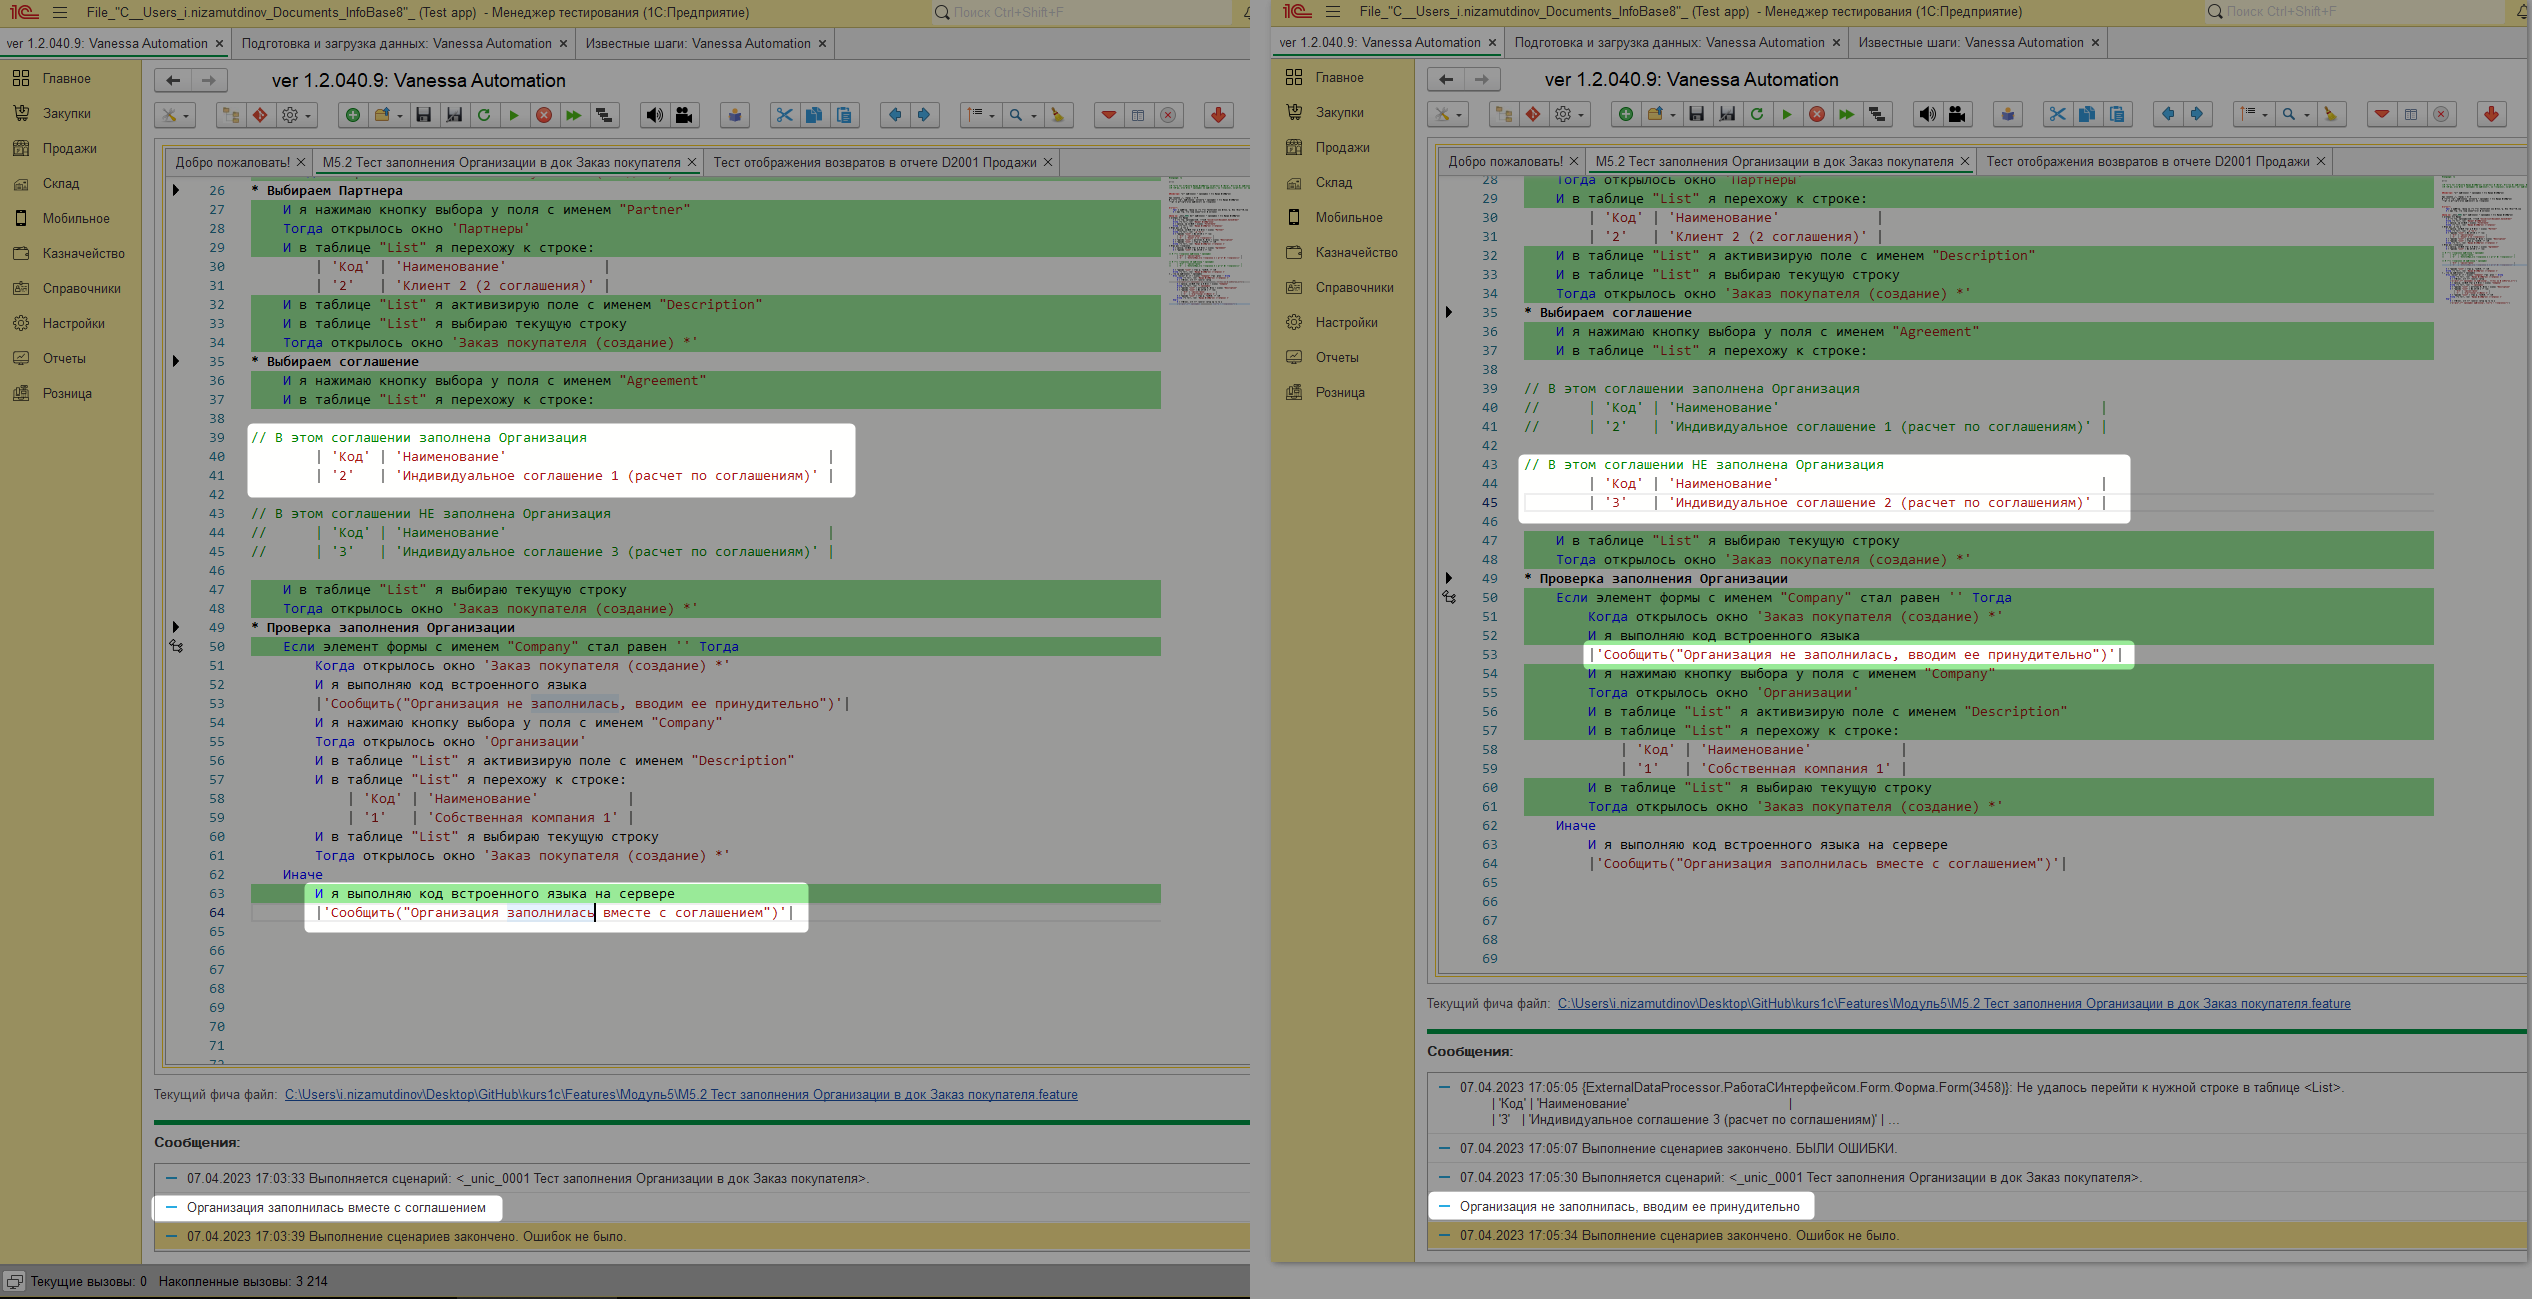 File_"C__Users_i.nizamutdinov_Documents_InfoBase8"_ (Test app) - Менеджер тестирования (1С:Предприятие)
Поиск Ctrl+Shift+F
ver 1.2.040.9: Vanessa Automation ×
Подготовка и загрузка данных: Vanessa Automation ×
Известные шаги: Vanessa Automation ×
Главное
Закупки
Продажи
Склад
Мобильное
Казначейство
Справочники
Настройки
Отчеты
Розница
ver 1.2.040.9: Vanessa Automation
Добро пожаловать! ×
М5.2 Тест заполнения Организации в док Заказ покупателя ×
Тест отображения возвратов в отчете D2001 Продажи ×
26 * Выбираем Партнера
27 И я нажимаю кнопку выбора у поля с именем "Partner"
28 Тогда открылось окно 'Партнеры'
29 И в таблице "List" я перехожу к строке:
30 | 'Код' | 'Наименование' |
31 | '2' | 'Клиент 2 (2 соглашения)' |
32 И в таблице "List" я активизирую поле с именем "Description"
33 И в таблице "List" я выбираю текущую строку
34 Тогда открылось окно 'Заказ покупателя (создание) *'
35 * Выбираем соглашение
36 И я нажимаю кнопку выбора у поля с именем "Agreement"
37 И в таблице "List" я перехожу к строке:
38
39 // В этом соглашении заполнена Организация
40 | 'Код' | 'Наименование' |
41 | '2' | 'Индивидуальное соглашение 1 (расчет по соглашениям)' |
42
43 // В этом соглашении НЕ заполнена Организация
44 // | 'Код' | 'Наименование' |
45 // | '3' | 'Индивидуальное соглашение 3 (расчет по соглашениям)' |
46
47 И в таблице "List" я выбираю текущую строку
48 Тогда открылось окно 'Заказ покупателя (создание) *'
49 * Проверка заполнения Организации
50 Если элемент формы с именем "Company" стал равен '' Тогда
51 Когда открылось окно 'Заказ покупателя (создание) *'
52 И я выполняю код встроенного языка
53 |'Сообщить("Организация не заполнилась, вводим ее принудительно")'|
54 И я нажимаю кнопку выбора у поля с именем "Company"
55 Тогда открылось окно 'Организации'
56 И в таблице "List" я активизирую поле с именем "Description"
57 И в таблице "List" я перехожу к строке:
58 | 'Код' | 'Наименование' |
59 | '1' | 'Собственная компания 1' |
60 И в таблице "List" я выбираю текущую строку
61 Тогда открылось окно 'Заказ покупателя (создание) *'
62 Иначе
63 И я выполняю код встроенного языка на сервере
64 |'Сообщить("Организация заполнилась вместе с соглашением")'|
65
66
67
68
69
70
71
Текущий фича файл: C:\Users\i.nizamutdinov\Desktop\GitHub\kurs1c\Features\Модуль5\М5.2 Тест заполнения Организации в док Заказ покупателя.feature
Сообщения:
07.04.2023 17:03:33 Выполняется сценарий: <_unic_0001 Тест заполнения Организации в док Заказ покупателя>.
Организация заполнилась вместе с соглашением
07.04.2023 17:03:39 Выполнение сценариев закончено. Ошибок не было.
Текущие вызовы: 0 Накопленные вызовы: 3 214
File_"C__Users_i.nizamutdinov_Documents_InfoBase8"_ (Test app) - Менеджер тестирования (1С:Предприятие)
Поиск Ctrl+Shift+F
ver 1.2.040.9: Vanessa Automation ×
Подготовка и загрузка данных: Vanessa Automation ×
Известные шаги: Vanessa Automation ×
Главное
Закупки
Продажи
Склад
Мобильное
Казначейство
Справочники
Настройки
Отчеты
Розница
ver 1.2.040.9: Vanessa Automation
Добро пожаловать! ×
М5.2 Тест заполнения Организации в док Заказ покупателя ×
Тест отображения возвратов в отчете D2001 Продажи ×
28 Тогда открылось окно 'Партнеры'
29 И в таблице "List" я перехожу к строке:
30 | 'Код' | 'Наименование' |
31 | '2' | 'Клиент 2 (2 соглашения)' |
32 И в таблице "List" я активизирую поле с именем "Description"
33 И в таблице "List" я выбираю текущую строку
34 Тогда открылось окно 'Заказ покупателя (создание) *'
35 * Выбираем соглашение
36 И я нажимаю кнопку выбора у поля с именем "Agreement"
37 И в таблице "List" я перехожу к строке:
38
39 // В этом соглашении заполнена Организация
40 // | 'Код' | 'Наименование' |
41 // | '2' | 'Индивидуальное соглашение 1 (расчет по соглашениям)' |
42
43 // В этом соглашении НЕ заполнена Организация
44 | 'Код' | 'Наименование' |
45 | '3' | 'Индивидуальное соглашение 2 (расчет по соглашениям)' |
46
47 И в таблице "List" я выбираю текущую строку
48 Тогда открылось окно 'Заказ покупателя (создание) *'
49 * Проверка заполнения Организации
50 Если элемент формы с именем "Company" стал равен '' Тогда
51 Когда открылось окно 'Заказ покупателя (создание) *'
52 И я выполняю код встроенного языка
53 |'Сообщить("Организация не заполнилась, вводим ее принудительно")'|
54 И я нажимаю кнопку выбора у поля с именем "Company"
55 Тогда открылось окно 'Организации'
56 И в таблице "List" я активизирую поле с именем "Description"
57 И в таблице "List" я перехожу к строке:
58 | 'Код' | 'Наименование' |
59 | '1' | 'Собственная компания 1' |
60 И в таблице "List" я выбираю текущую строку
61 Тогда открылось окно 'Заказ покупателя (создание) *'
62 Иначе
63 И я выполняю код встроенного языка на сервере
64 |'Сообщить("Организация заполнилась вместе с соглашением")'|
65
66
67
68
69
Текущий фича файл: C:\Users\i.nizamutdinov\Desktop\GitHub\kurs1c\Features\Модуль5\М5.2 Тест заполнения Организации в док Заказ покупателя.feature
Сообщения:
07.04.2023 17:05:05 {ExternalDataProcessor.РаботаСИнтерфейсом.Form.Форма.Form(3458)}: Не удалось перейти к нужной строке в таблице <List>.
| 'Код' | 'Наименование' |
| '3' | 'Индивидуальное соглашение 3 (расчет по соглашениям)' | ...
07.04.2023 17:05:07 Выполнение сценариев закончено. БЫЛИ ОШИБКИ.
07.04.2023 17:05:30 Выполняется сценарий: <_unic_0001 Тест заполнения Организации в док Заказ покупателя>.
Организация не заполнилась, вводим ее принудительно
07.04.2023 17:05:34 Выполнение сценариев закончено. Ошибок не было.